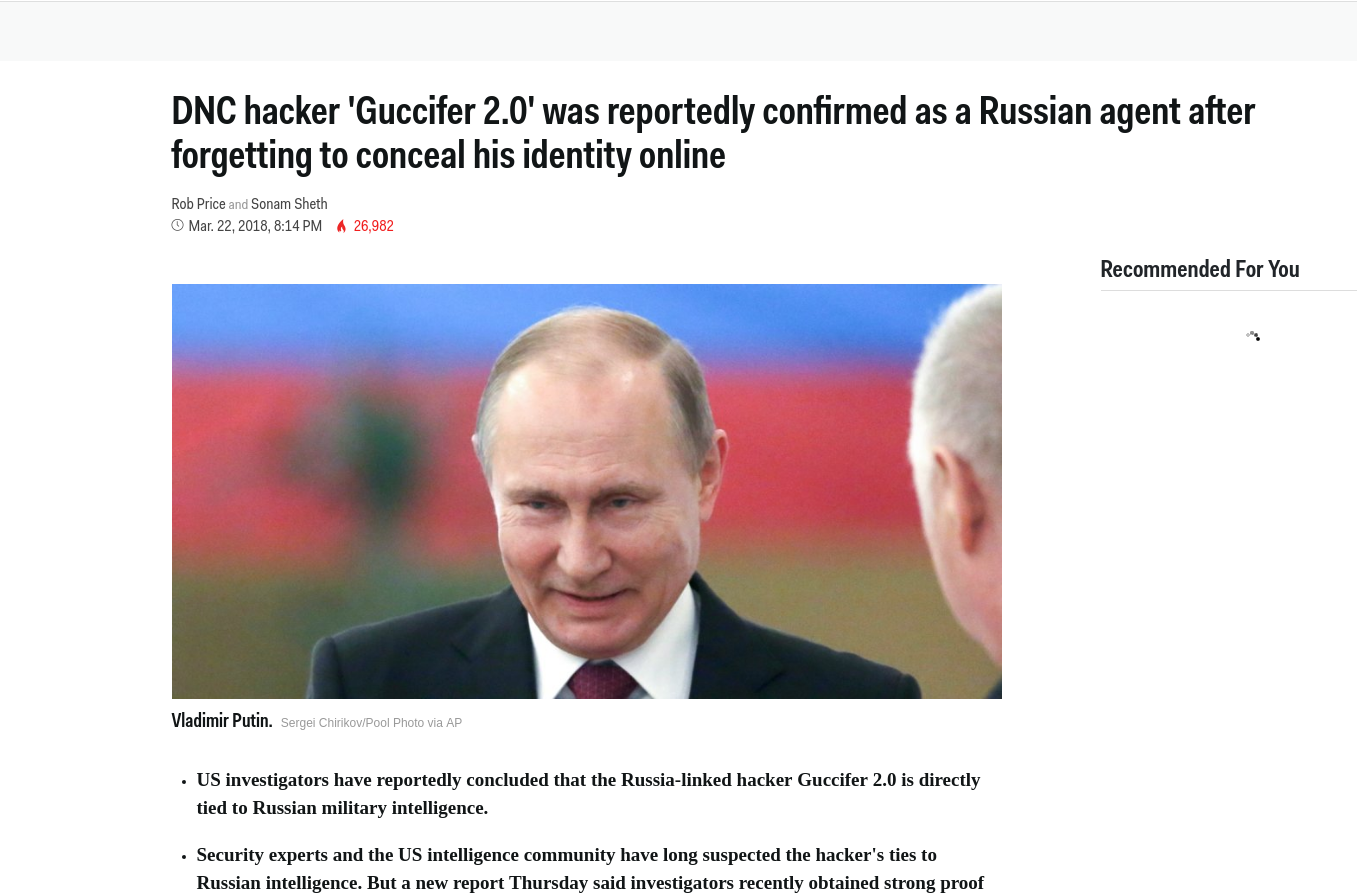 DNC hacker 'Guccifer 2.0' was reportedly confirmed as a Russian agent after
forgetting to conceal his identity online
Rob Price and Sonam Sheth
Mar. 22, 2018, 8:14 PM 26,982
Recommended For You
Vladimir Putin. Sergei Chirikov/Pool Photo via AP
• US investigators have reportedly concluded that the Russia-linked hacker Guccifer 2.0 is directly
tied to Russian military intelligence.
• Security experts and the US intelligence community have long suspected the hacker's ties to
Russian intelligence. But a new report Thursday said investigators recently obtained strong proof